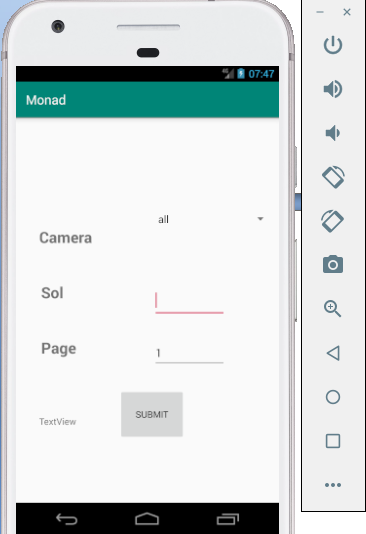 07:47
Monad
all
Camera
Sol
Page
1
TextView
SUBMIT